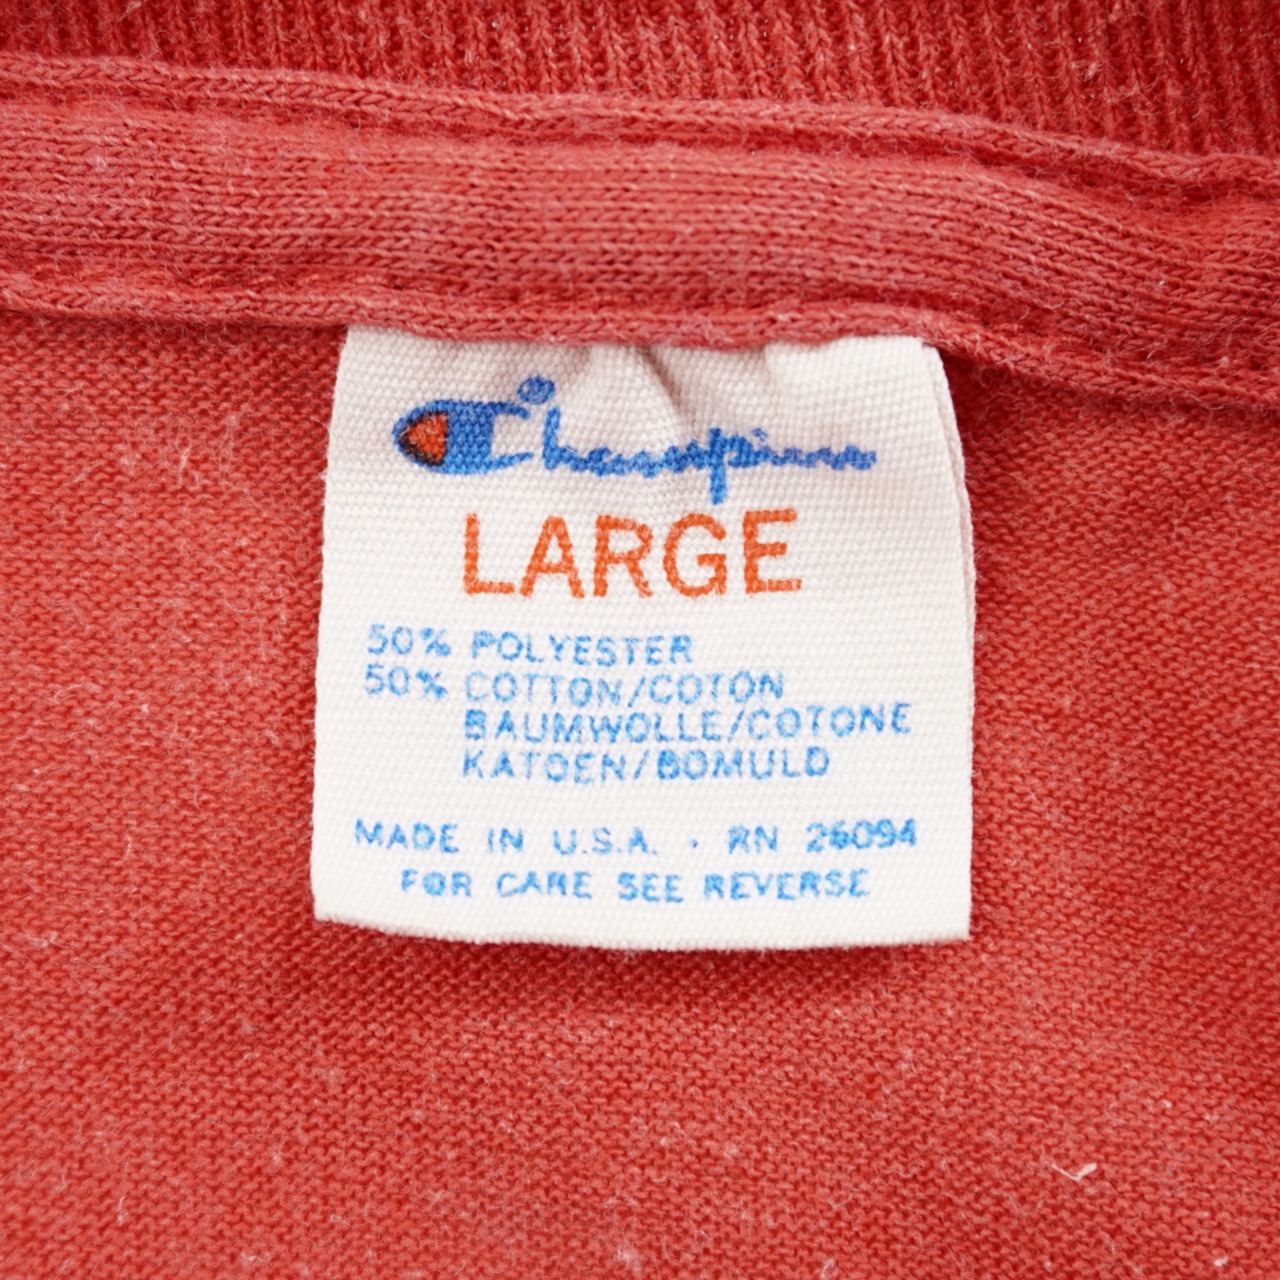 Champion
LARGE
50% POLYESTER
50% COTTON/COTON
BAUMWOLLE/COTONE
KATOEN/BOMULD
MADE IN U.S.A. · RN 26094
FOR CARE SEE REVERSE